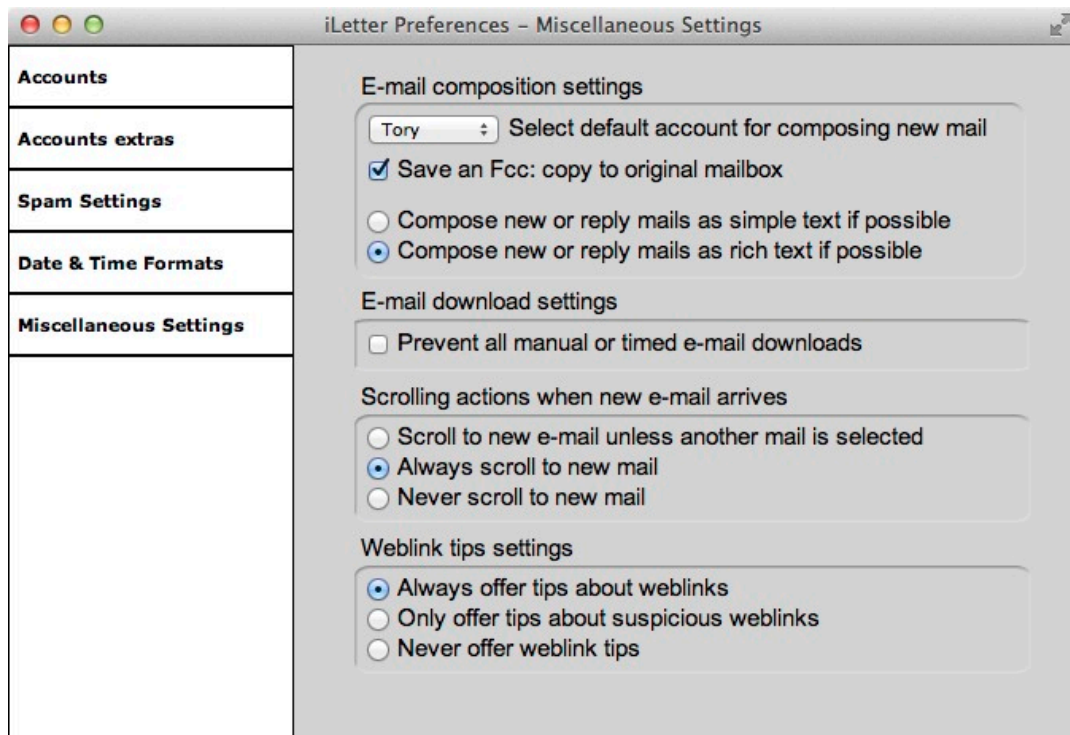 iLetter Preferences – Miscellaneous Settings
Accounts
Accounts extras
Spam Settings
Date & Time Formats
Miscellaneous Settings
E-mail composition settings
Tory Select default account for composing new mail
Save an Fcc: copy to original mailbox
Compose new or reply mails as simple text if possible
Compose new or reply mails as rich text if possible
E-mail download settings
Prevent all manual or timed e-mail downloads
Scrolling actions when new e-mail arrives
Scroll to new e-mail unless another mail is selected
Always scroll to new mail
Never scroll to new mail
Weblink tips settings
Always offer tips about weblinks
Only offer tips about suspicious weblinks
Never offer weblink tips